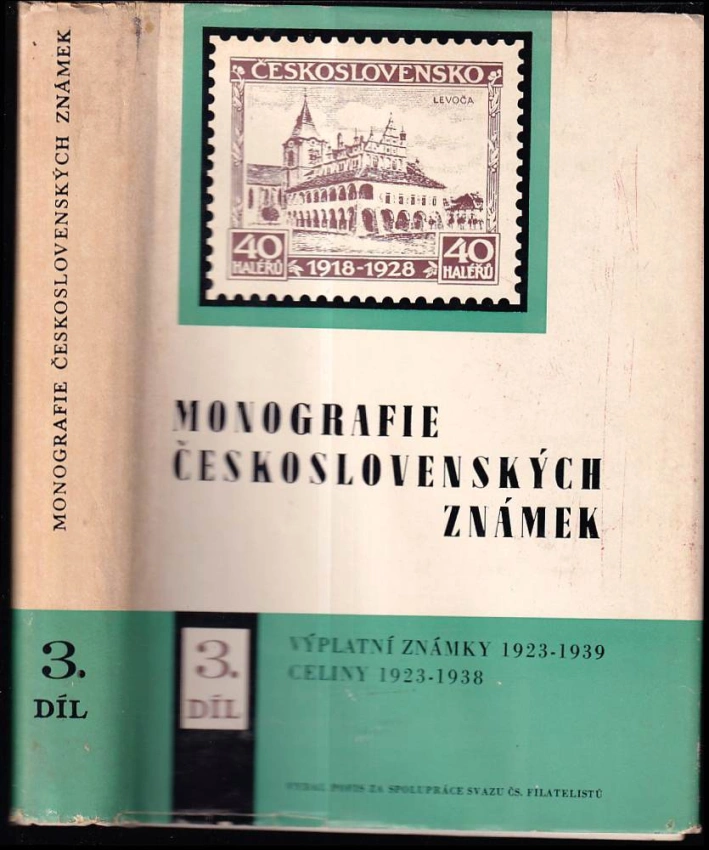 MONOGRAFIE ČESKOSLOVENSKÝCH ZNÁMEK
3.
DÍL
ČESKOSLOVENSKO
LEVOČA
40
HALÉŘŮ
1918-1928
40
HALÉŘŮ
MONOGRAFIE
ČESKOSLOVENSKÝCH
ZNÁMEK
3.
DÍL
VÝPLATNÍ ZNÁMKY 1923-1939
CELINY 1923-1938
VYDAL POFIS ZA SPOLUPRÁCE SVAZU ČS. FILATELISTŮ